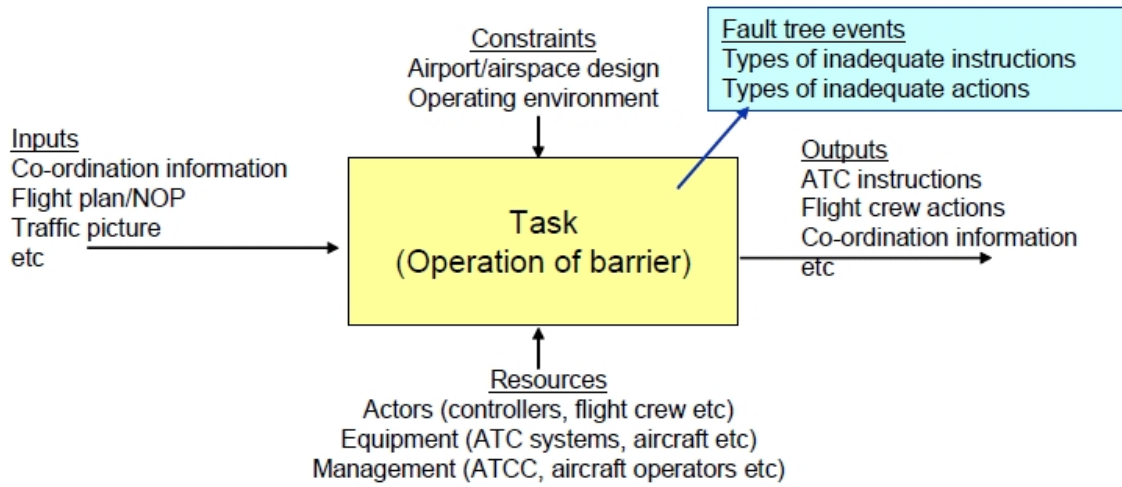 Constraints
Airport/airspace design
Operating environment
Fault tree events
Types of inadequate instructions
Types of inadequate actions
Inputs
Co-ordination information
Flight plan/NOP
Traffic picture
etc
Task
(Operation of barrier)
Outputs
ATC instructions
Flight crew actions
Co-ordination information
etc
Resources
Actors (controllers, flight crew etc)
Equipment (ATC systems, aircraft etc)
Management (ATCC, aircraft operators etc)